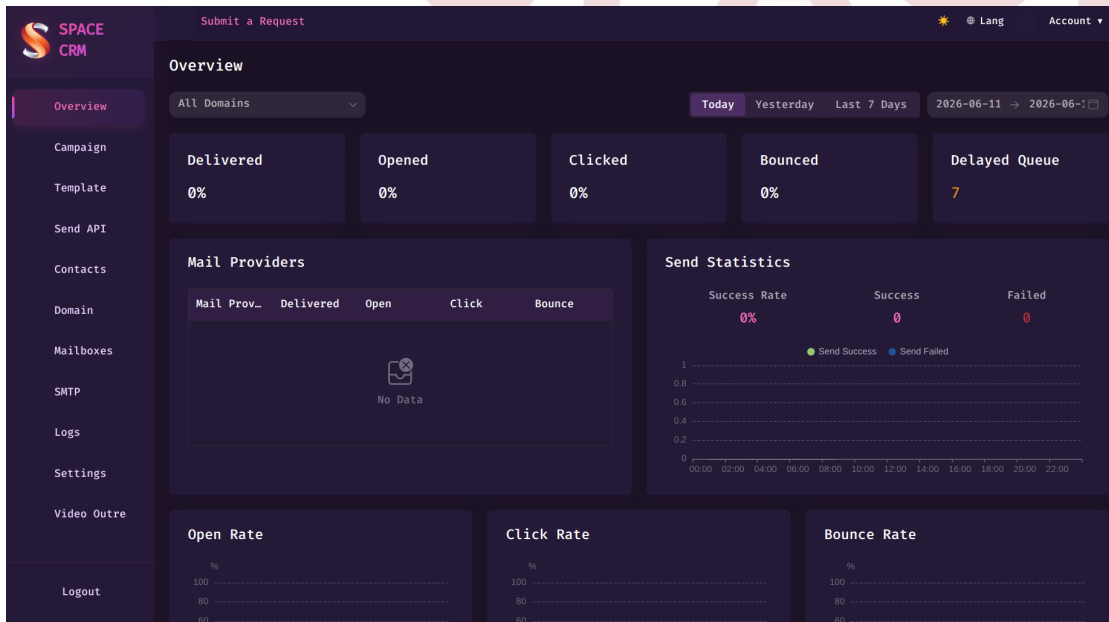 SPACE
CRM
Submit a Request
Lang
Account
Overview
Campaign
Template
Send API
Contacts
Domain
Mailboxes
SMTP
Logs
Settings
Video Outre
Logout
Overview
All Domains
Today Yesterday Last 7 Days
2026-06-11 → 2026-06-
Delivered
0%
Opened
0%
Clicked
0%
Bounced
0%
Delayed Queue
7
Mail Providers
Mail Prov… Delivered Open Click Bounce
No Data
Send Statistics
Success Rate Success Failed
0% 0 0
Send Success Send Failed
1
0.8
0.6
0.4
0.2
0
00:00 02:00 04:00 06:00 08:00 10:00 12:00 14:00 16:00 18:00 20:00 22:00
Open Rate
%
100
80
60
Click Rate
%
100
80
60
Bounce Rate
%
100
80
60